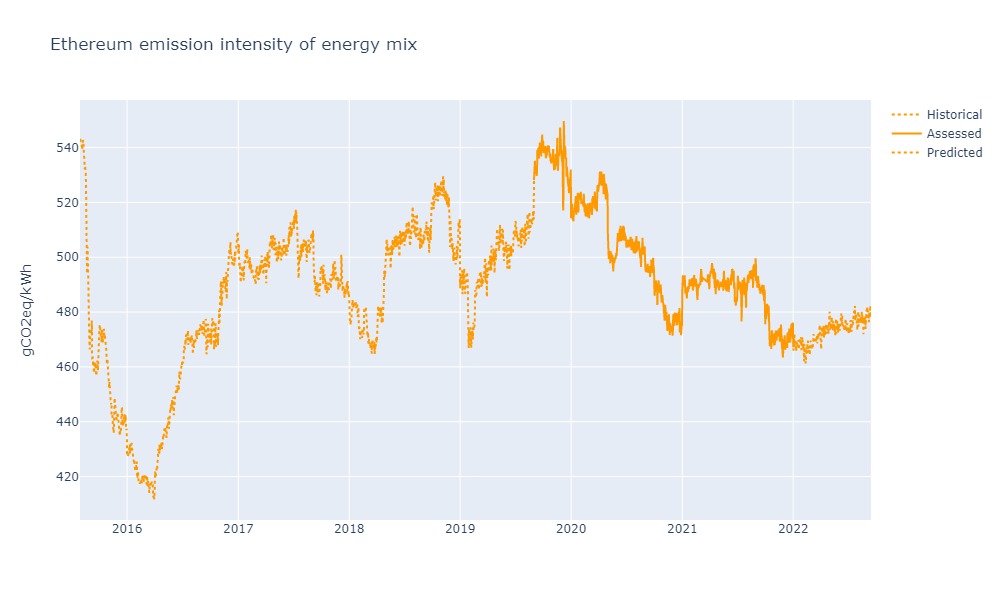 Ethereum emission intensity of energy mix
Historical
Assessed
Predicted
gCO2eq/kWh
540
520
500
480
460
440
420
2016
2017
2018
2019
2020
2021
2022